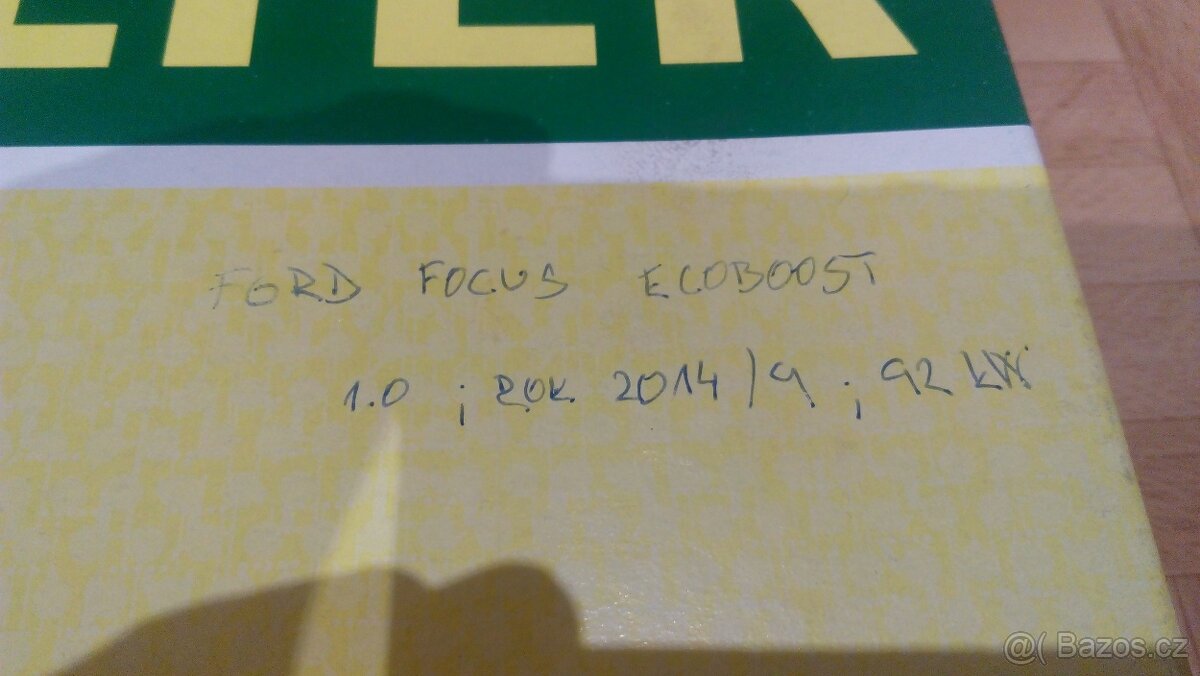 FORD FOCUS ECOBOOST
1.0 ; ROK 2014/9 ; 92 kW
@( Bazos.cz